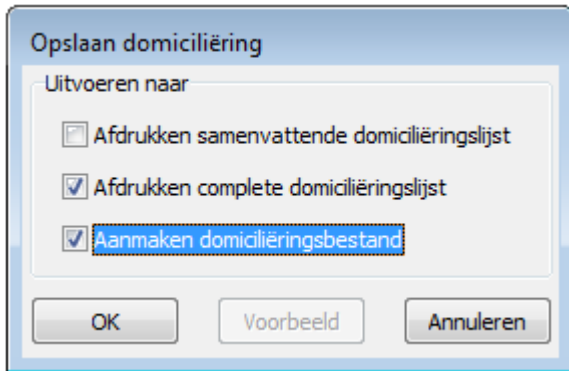 Opslaan domiciliëring
Uitvoeren naar
Afdrukken samenvattende domiciliëringslijst
Afdrukken complete domiciliëringslijst
Aanmaken domiciliëringsbestand
OK Voorbeeld Annuleren